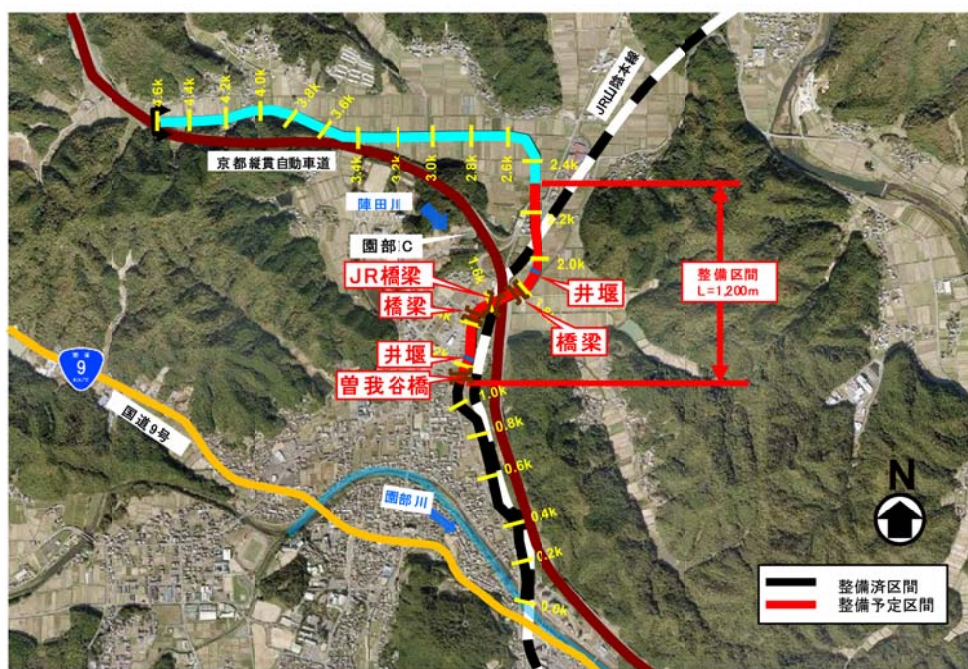 JR山陰本線
4.6k
4.4k
4.2k
4.0k
3.8k
3.6k
3.4k
3.2k
3.0k
2.8k
2.6k
2.4k
京都縦貫自動車道
陣田川
園部IC
2.0k
1.6k
JR橋梁
橋梁
井堰
整備区間
L=1,200m
橋梁
井堰
曽我谷橋
1.0k
0.8k
0.6k
0.4k
0.2k
0.0k
9
国道9号
園部川
N
整備済区間
整備予定区間